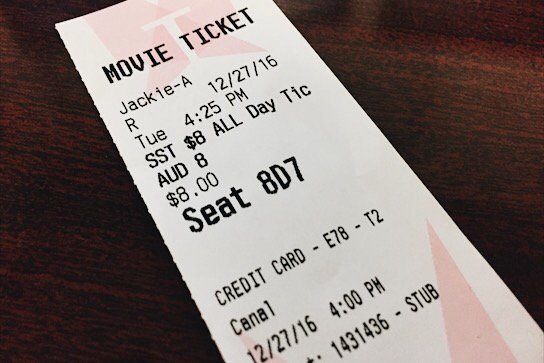 MOVIE TICKET
Jackie-A 12/27/16
R
Tue 4:25 PM
SST $8 ALL Day Tic
AUD 8
$8.00
Seat 8D7
CREDIT CARD - E78 - T2
Canal
12/27/16 4:00 PM
1431436 - STUB